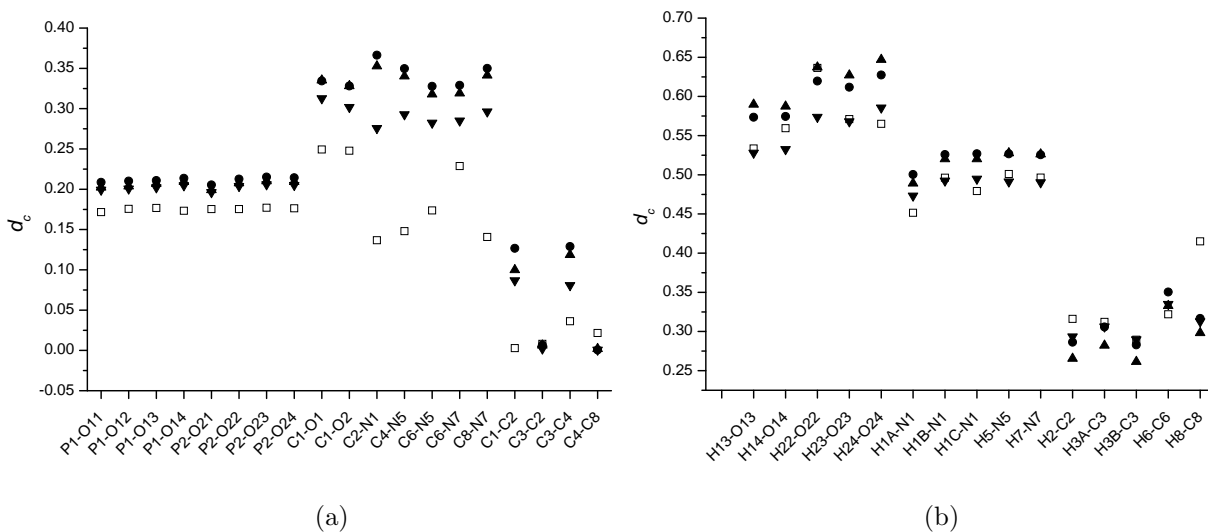 0.40
0.35
0.30
0.25
0.20
0.15
0.10
0.05
0.00
-0.05
d_c
P1-O11
P1-O12
P1-O13
P1-O14
P2-O21
P2-O22
P2-O23
P2-O24
C1-O1
C1-O2
C2-N1
C4-N5
C6-N5
C6-N7
C8-N7
C1-C2
C3-C2
C3-C4
C4-C8
(a)
0.70
0.65
0.60
0.55
0.50
0.45
0.40
0.35
0.30
0.25
d_c
H13-O13
H14-O14
H22-O22
H23-O23
H24-O24
H1A-N1
H1B-N1
H1C-N1
H5-N5
H7-N7
H2-C2
H3A-C3
H3B-C3
H6-C6
H8-C8
(b)